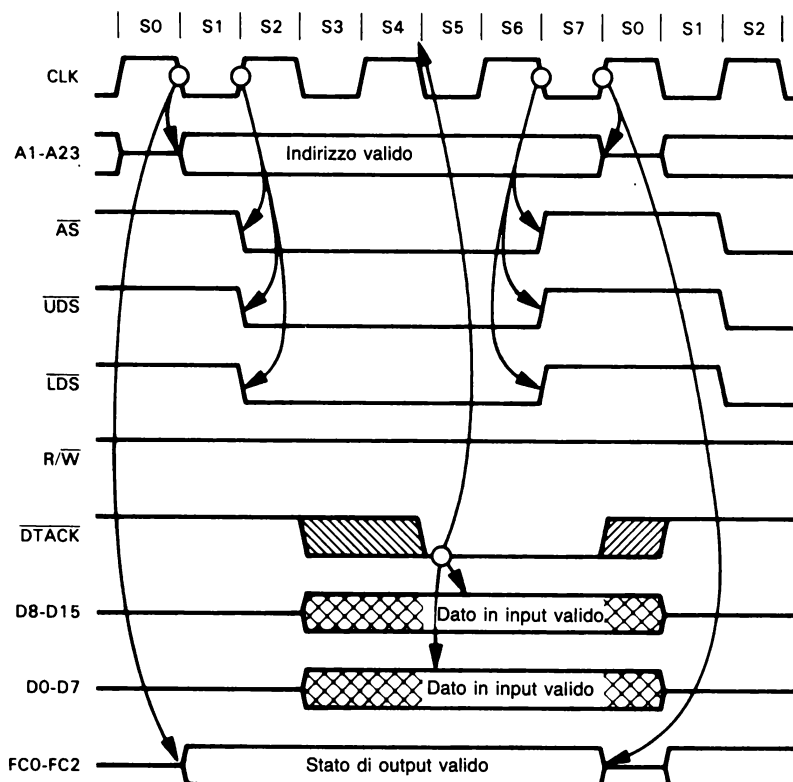 S0 S1 S2 S3 S4 S5 S6 S7 S0 S1 S2
CLK
A1-A23 Indirizzo valido
AS
UDS
LDS
R/W
DTACK
D8-D15 Dato in input valido
D0-D7 Dato in input valido
FC0-FC2 Stato di output valido